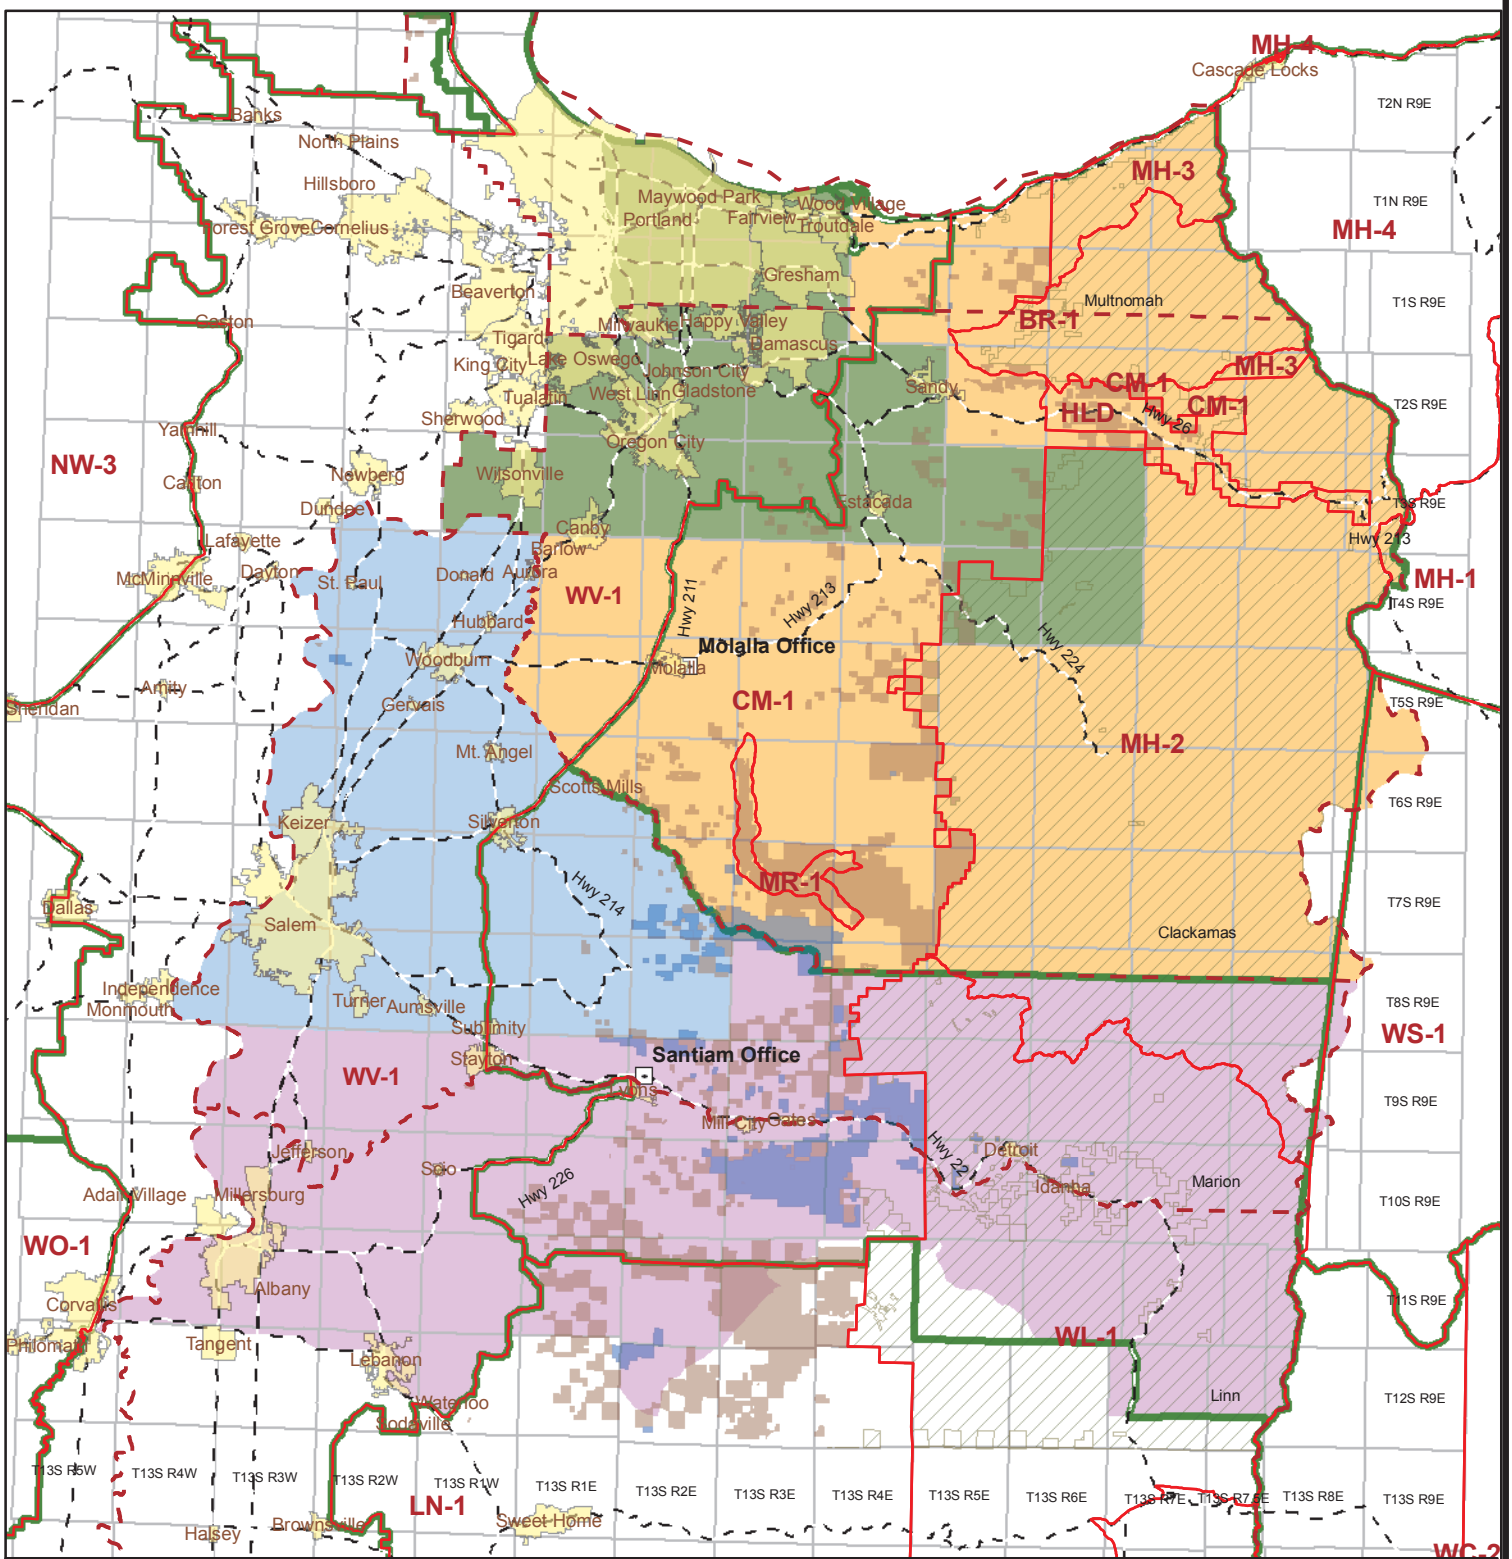 MH-4
Cascade Locks
T2N R9E
Banks
North Plains
MH-3
Hillsboro
Maywood Park
Wood Village
T1N R9E
Portland
Fairview
Troutdale
orest Grove
Cornelius
MH-4
Gresham
Beaverton
Multnomah
T1S R9E
Gaston
Milwaukie
Happy Valley
BR-1
Tigard
Damascus
King City
Lake Oswego
MH-3
Johnson City
CM-1
Tualatin
West Linn
Gladstone
Sandy
CM-1
T2S R9E
Sherwood
HLD
Hwy 26
Yamhill
Oregon City
NW-3
Newberg
Wilsonville
Carlton
Dundee
Estacada
T3S R9E
Canby
Lafayette
Barlow
Hwy 213
McMinnville
Dayton
St. Paul
Donald
Aurora
MH-1
WV-1
Hwy 211
Hwy 213
T4S R9E
Hubbard
Hwy 224
Molalla Office
Woodburn
Molalla
Amity
Sheridan
Gervais
CM-1
T5S R9E
Mt. Angel
MH-2
Scotts Mills
T6S R9E
Keizer
Silverton
Hwy 214
MR-1
Dallas
T7S R9E
Salem
Clackamas
Independence
Monmouth
Turner
Aumsville
T8S R9E
Sublimity
WS-1
Stayton
Santiam Office
WV-1
Lyons
T9S R9E
Mill City
Gates
Jefferson
Hwy 22
Detroit
Scio
Idanha
Marion
Adair Village
Millersburg
Hwy 226
T10S R9E
WO-1
Albany
Corvallis
T11S R9E
Philomat
Tangent
WL-1
Lebanon
Linn
T12S R9E
Waterloo
Sodaville
T13S R5W
T13S R4W
T13S R3W
T13S R2W
T13S R1W
T13S R1E
T13S R2E
T13S R3E
T13S R4E
T13S R5E
T13S R6E
T13S R7E
T13S R7.5E
T13S R8E
T13S R9E
LN-1
Halsey
Brownsville
Sweet Home
WC-2